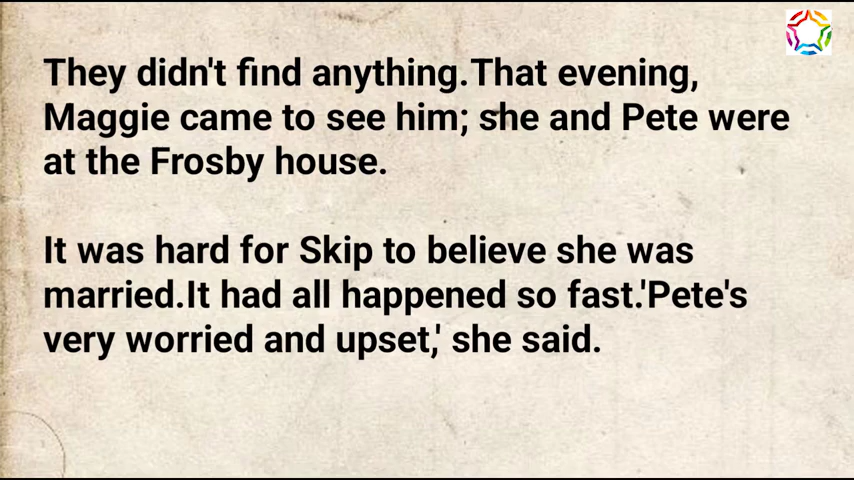 They didn't find anything.That evening,
Maggie came to see him; she and Pete were
at the Frosby house.
It was hard for Skip to believe she was
married.It had all happened so fast.'Pete's
very worried and upset,' she said.